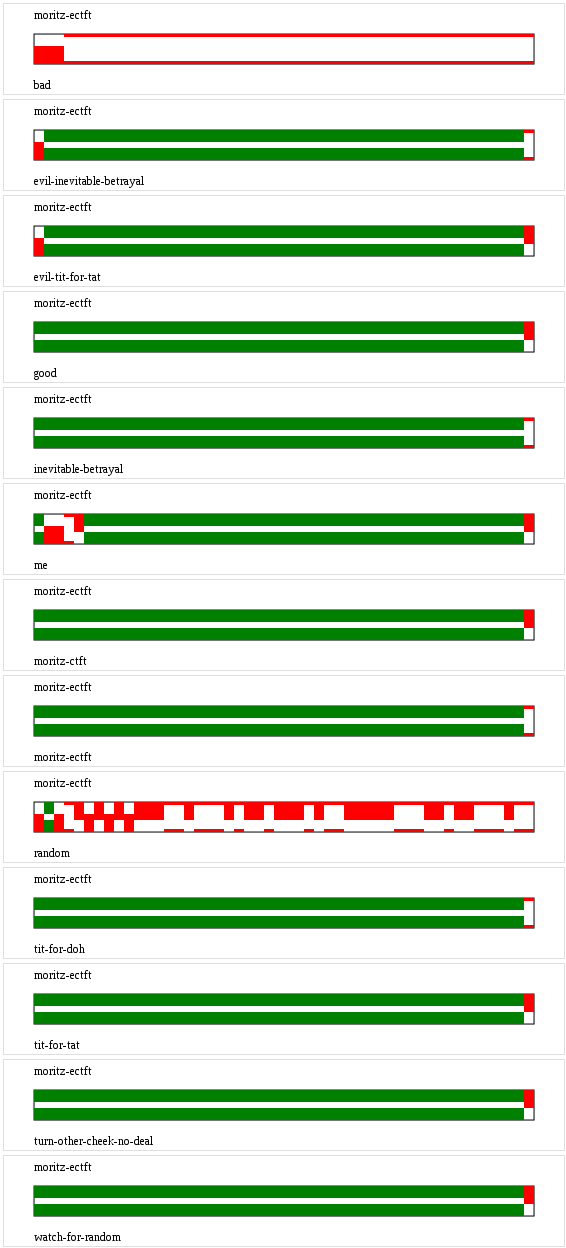 moritz-ectft
bad
moritz-ectft
evil-inevitable-betrayal
moritz-ectft
evil-tit-for-tat
moritz-ectft
good
moritz-ectft
inevitable-betrayal
moritz-ectft
me
moritz-ectft
moritz-ctft
moritz-ectft
moritz-ectft
moritz-ectft
random
moritz-ectft
tit-for-doh
moritz-ectft
tit-for-tat
moritz-ectft
turn-other-cheek-no-deal
moritz-ectft
watch-for-random